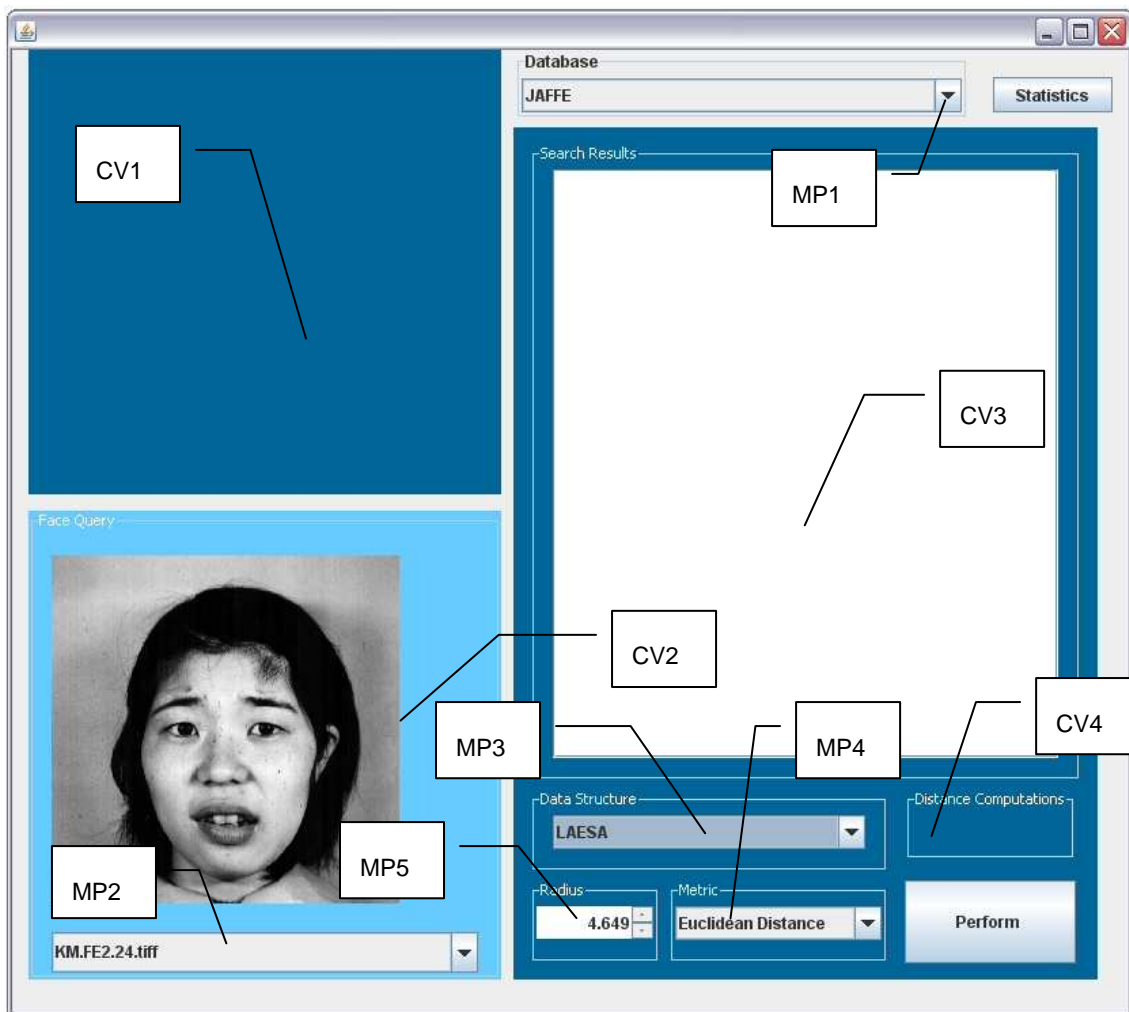 Database
JAFFE
Statistics
CV1
Search Results
MP1
CV3
Face Query
CV2
CV4
MP3
MP4
Data Structure
Distance Computations
LAESA
MP5
MP2
Radius
Metric
4.649
Euclidean Distance
Perform
KM.FE2.24.tiff